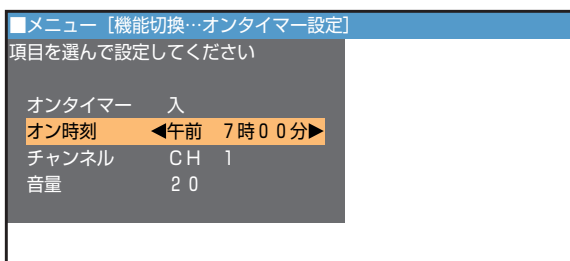 ■メニュー［機能切換…オンタイマー設定］
項目を選んで設定してください
オンタイマー　入
オン時刻　◀午前　７時００分▶
チャンネル　ＣＨ　１
音量　２０